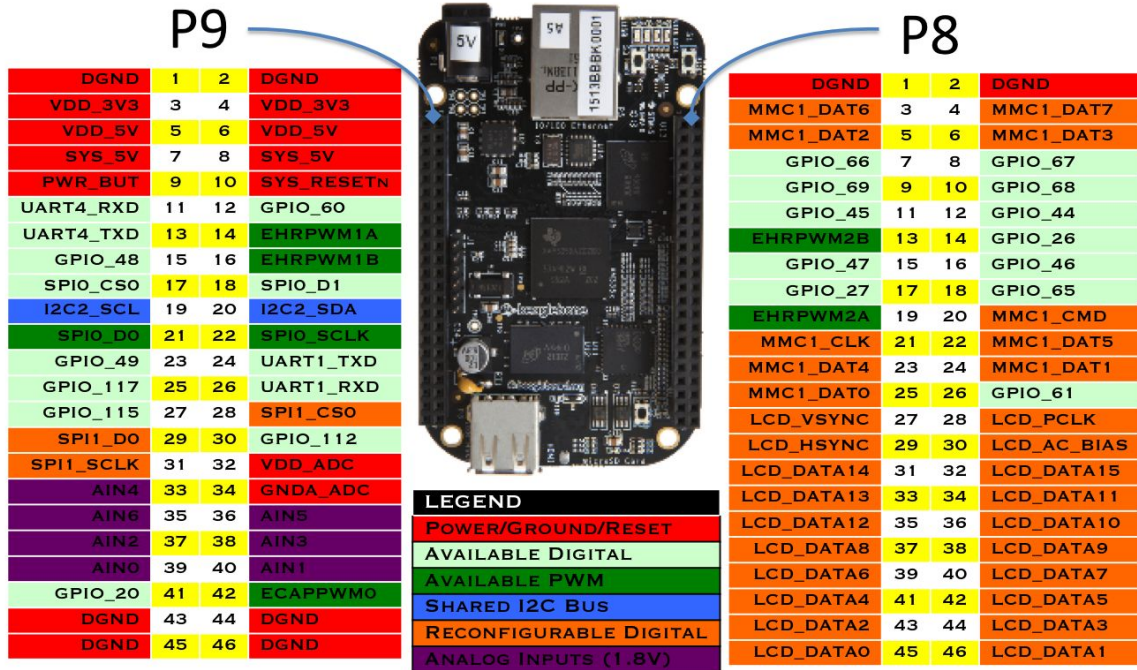 P9
P8
5V
A5
1513BBBK0001
10/100 Ethernet
beaglebone
microSD Card
DGND 1 2 DGND
VDD_3V3 3 4 VDD_3V3
VDD_5V 5 6 VDD_5V
SYS_5V 7 8 SYS_5V
PWR_BUT 9 10 SYS_RESETN
UART4_RXD 11 12 GPIO_60
UART4_TXD 13 14 EHRPWM1A
GPIO_48 15 16 EHRPWM1B
SPI0_CS0 17 18 SPI0_D1
I2C2_SCL 19 20 I2C2_SDA
SPI0_D0 21 22 SPI0_SCLK
GPIO_49 23 24 UART1_TXD
GPIO_117 25 26 UART1_RXD
GPIO_115 27 28 SPI1_CS0
SPI1_D0 29 30 GPIO_112
SPI1_SCLK 31 32 VDD_ADC
AIN4 33 34 GNDA_ADC
AIN6 35 36 AIN5
AIN2 37 38 AIN3
AIN0 39 40 AIN1
GPIO_20 41 42 ECAPPWM0
DGND 43 44 DGND
DGND 45 46 DGND
LEGEND
POWER/GROUND/RESET
AVAILABLE DIGITAL
AVAILABLE PWM
SHARED I2C BUS
RECONFIGURABLE DIGITAL
ANALOG INPUTS (1.8V)
DGND 1 2 DGND
MMC1_DAT6 3 4 MMC1_DAT7
MMC1_DAT2 5 6 MMC1_DAT3
GPIO_66 7 8 GPIO_67
GPIO_69 9 10 GPIO_68
GPIO_45 11 12 GPIO_44
EHRPWM2B 13 14 GPIO_26
GPIO_47 15 16 GPIO_46
GPIO_27 17 18 GPIO_65
EHRPWM2A 19 20 MMC1_CMD
MMC1_CLK 21 22 MMC1_DAT5
MMC1_DAT4 23 24 MMC1_DAT1
MMC1_DAT0 25 26 GPIO_61
LCD_VSYNC 27 28 LCD_PCLK
LCD_HSYNC 29 30 LCD_AC_BIAS
LCD_DATA14 31 32 LCD_DATA15
LCD_DATA13 33 34 LCD_DATA11
LCD_DATA12 35 36 LCD_DATA10
LCD_DATA8 37 38 LCD_DATA9
LCD_DATA6 39 40 LCD_DATA7
LCD_DATA4 41 42 LCD_DATA5
LCD_DATA2 43 44 LCD_DATA3
LCD_DATA0 45 46 LCD_DATA1